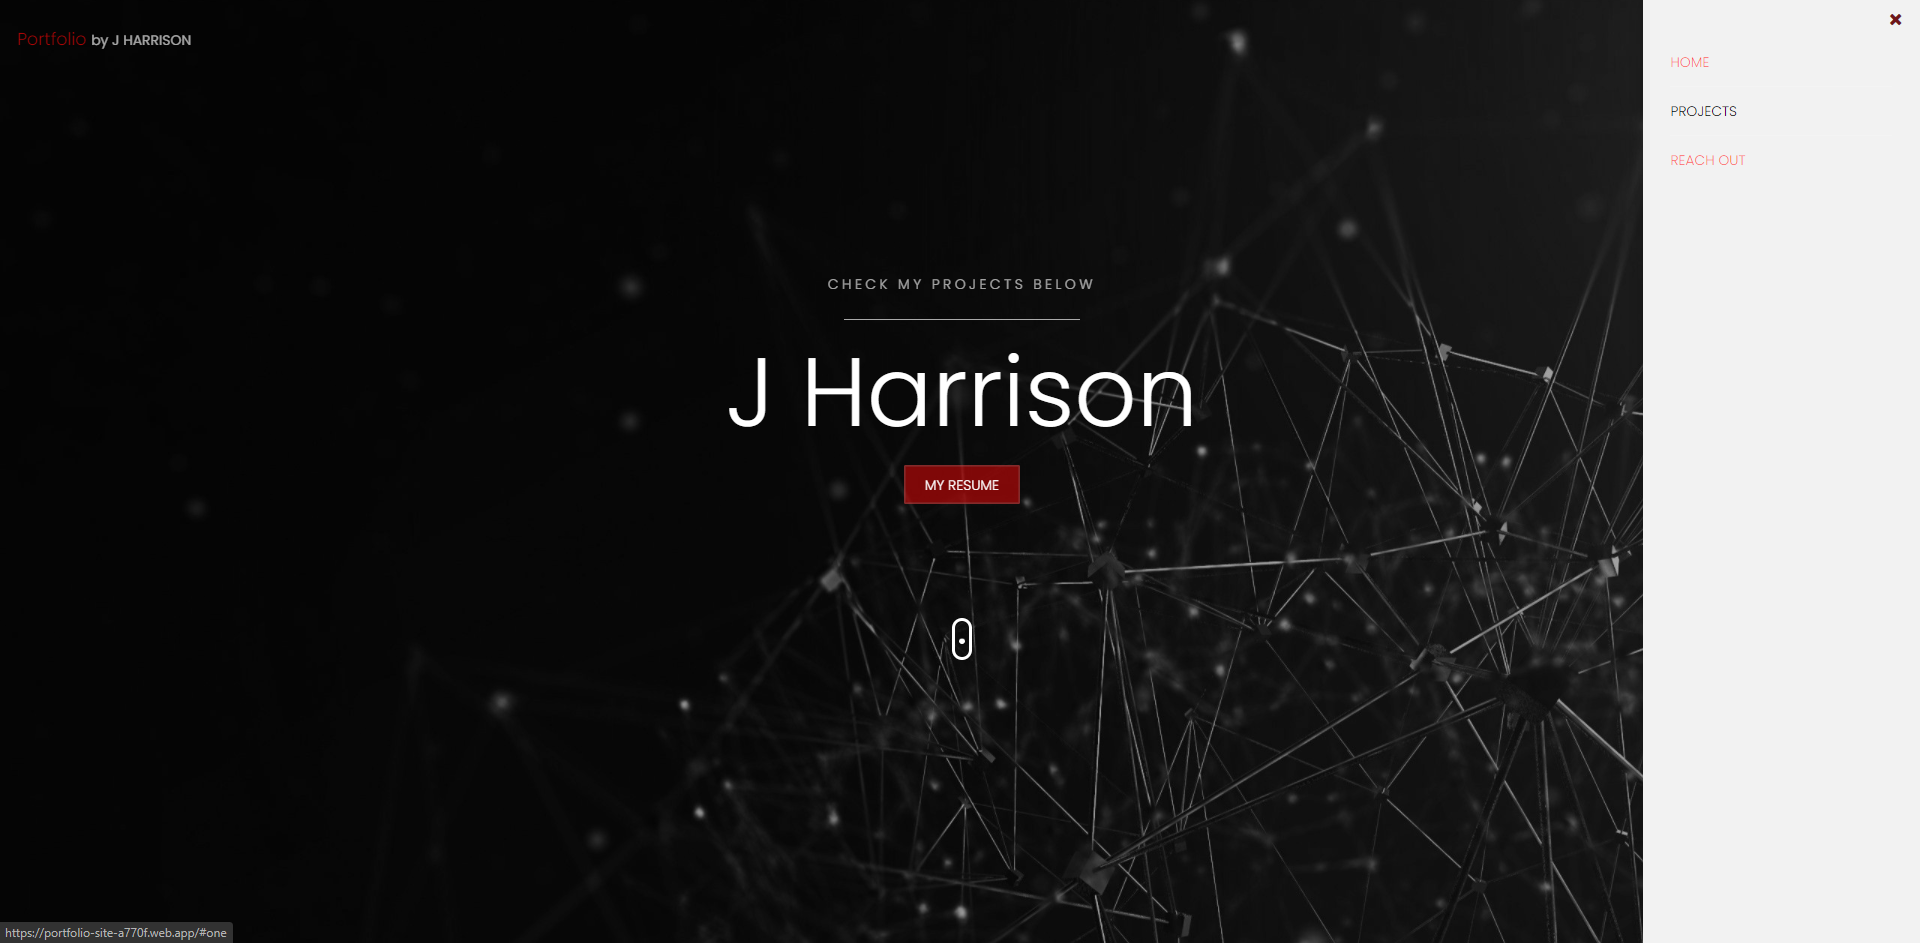 Portfolio by J HARRISON
HOME
PROJECTS
REACH OUT
CHECK MY PROJECTS BELOW
J Harrison
MY RESUME
https://portfolio-site-a770f.web.app/#one